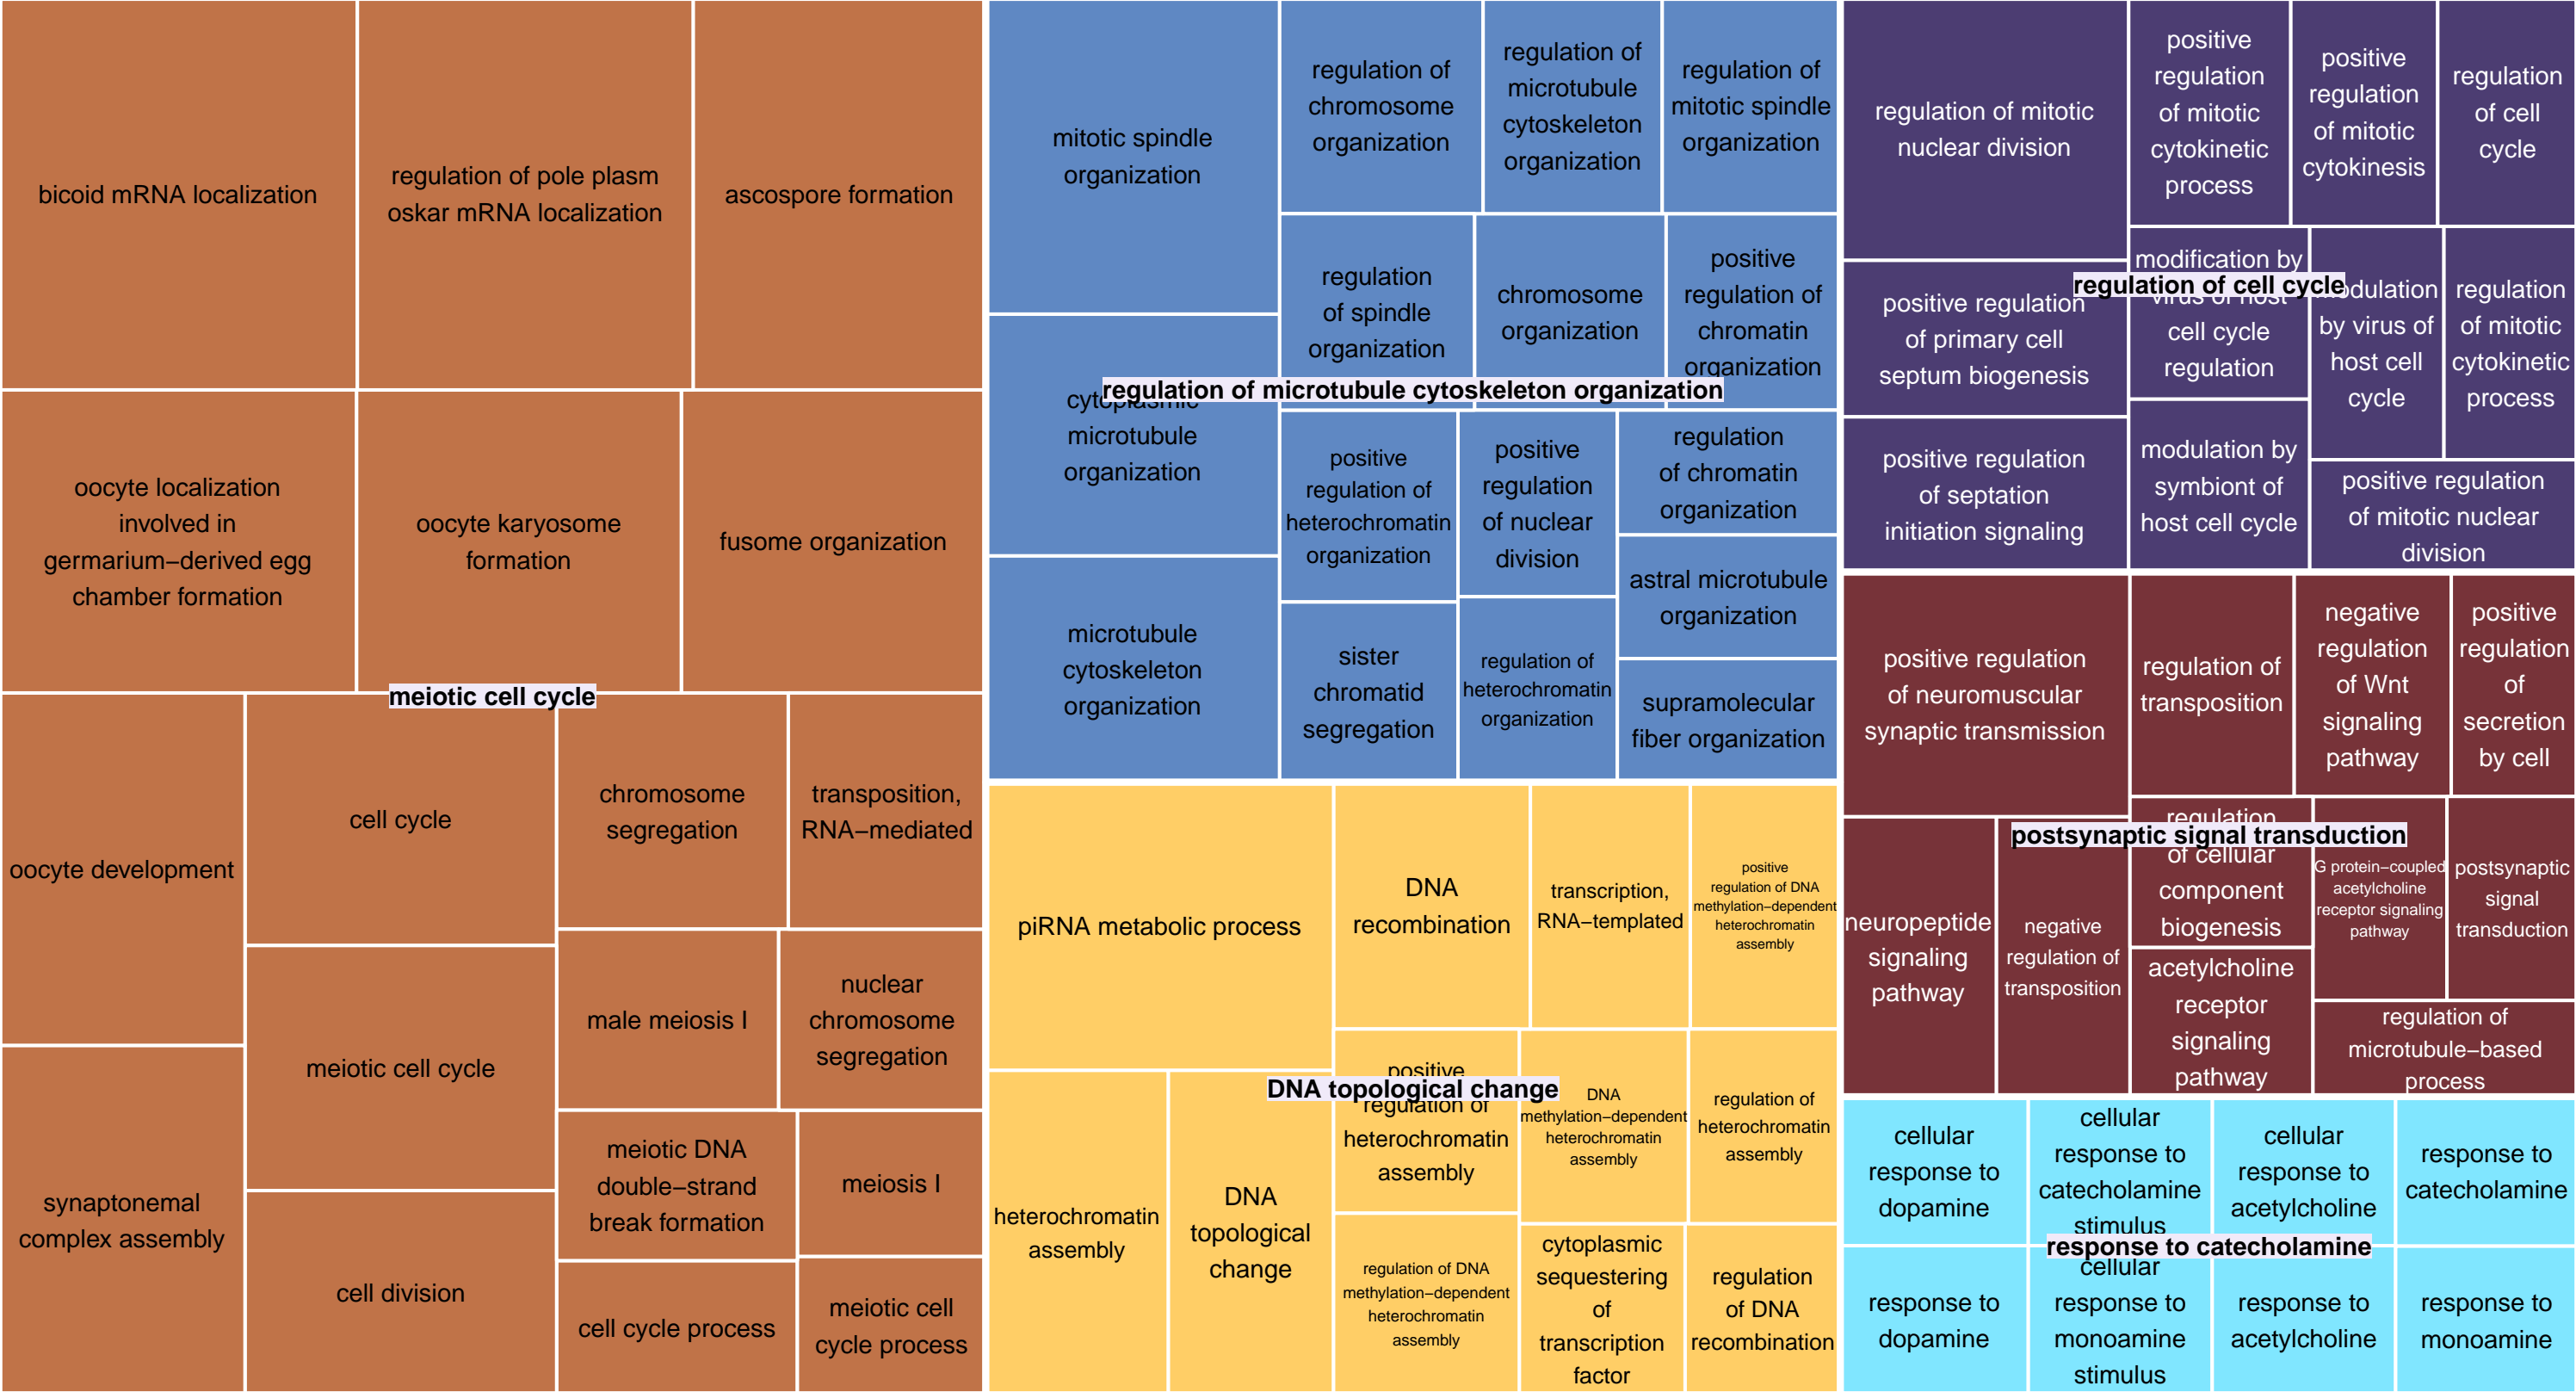 bicoid mRNA localization
regulation of pole plasm
oskar mRNA localization
ascospore formation
oocyte localization
involved in
germarium−derived egg
chamber formation
oocyte karyosome
formation
fusome organization
meiotic cell cycle
oocyte development
synaptonemal
complex assembly
cell cycle
meiotic cell cycle
cell division
chromosome
segregation
transposition,
RNA−mediated
male meiosis I
nuclear
chromosome
segregation
meiotic DNA
double−strand
break formation
meiosis I
cell cycle process
meiotic cell
cycle process
mitotic spindle
organization
cytoplasmic
microtubule
organization
microtubule
cytoskeleton
organization
regulation of
chromosome
organization
regulation of
microtubule
cytoskeleton
organization
regulation of
mitotic spindle
organization
regulation
of spindle
organization
chromosome
organization
positive
regulation of
chromatin
organization
regulation of microtubule cytoskeleton organization
positive
regulation of
heterochromatin
organization
positive
regulation
of nuclear
division
regulation
of chromatin
organization
astral microtubule
organization
sister
chromatid
segregation
regulation of
heterochromatin
organization
supramolecular
fiber organization
piRNA metabolic process
heterochromatin
assembly
DNA
topological
change
DNA
recombination
transcription,
RNA−templated
positive
regulation of DNA
methylation−dependent
heterochromatin
assembly
DNA topological change
positive
regulation of
heterochromatin
assembly
DNA
methylation−dependent
heterochromatin
assembly
regulation of
heterochromatin
assembly
regulation of DNA
methylation−dependent
heterochromatin
assembly
cytoplasmic
sequestering
of
transcription
factor
regulation
of DNA
recombination
regulation of mitotic
nuclear division
positive regulation
of primary cell
septum biogenesis
positive regulation
of septation
initiation signaling
positive
regulation
of mitotic
cytokinetic
process
positive
regulation
of mitotic
cytokinesis
regulation
of cell
cycle
regulation of cell cycle
modification by
virus of host
cell cycle
regulation
modulation
by virus of
host cell
cycle
regulation
of mitotic
cytokinetic
process
modulation by
symbiont of
host cell cycle
positive regulation
of mitotic nuclear
division
positive regulation
of neuromuscular
synaptic transmission
neuropeptide
signaling
pathway
negative
regulation of
transposition
regulation of
transposition
negative
regulation
of Wnt
signaling
pathway
positive
regulation
of
secretion
by cell
postsynaptic signal transduction
regulation
of cellular
component
biogenesis
G protein−coupled
acetylcholine
receptor signaling
pathway
postsynaptic
signal
transduction
acetylcholine
receptor
signaling
pathway
regulation of
microtubule−based
process
cellular
response to
dopamine
cellular
response to
catecholamine
stimulus
cellular
response to
acetylcholine
response to
catecholamine
response to catecholamine
response to
dopamine
cellular
response to
monoamine
stimulus
response to
acetylcholine
response to
monoamine